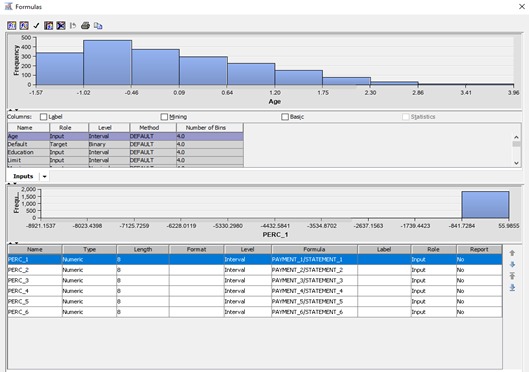 Formulas
500
400
300
200
100
0
Frequency
-1.57 -1.02 -0.46 0.09 0.64 1.20 1.75 2.30 2.86 3.41 3.96
Age
Columns: Label Mining Basic Statistics
Name Role Level Method Number of Bins
Age Input Interval DEFAULT 4.0
Default Target Binary DEFAULT 4.0
Education Input Interval DEFAULT 4.0
Limit Input Interval DEFAULT 4.0
Inputs
2,000
1,500
1,000
500
0
Frequ...
-8921.1537 -8023.4398 -7125.7259 -6228.0119 -5330.2980 -4432.5841 -3534.8702 -2637.1563 -1739.4423 -841.7284 55.9855
PERC_1
Name Type Length Format Level Formula Label Role Report
PERC_1 Numeric 8 Interval PAYMENT_1/STATEMENT_1 Input No
PERC_2 Numeric 8 Interval PAYMENT_2/STATEMENT_2 Input No
PERC_3 Numeric 8 Interval PAYMENT_3/STATEMENT_3 Input No
PERC_4 Numeric 8 Interval PAYMENT_4/STATEMENT_4 Input No
PERC_5 Numeric 8 Interval PAYMENT_5/STATEMENT_5 Input No
PERC_6 Numeric 8 Interval PAYMENT_6/STATEMENT_6 Input No